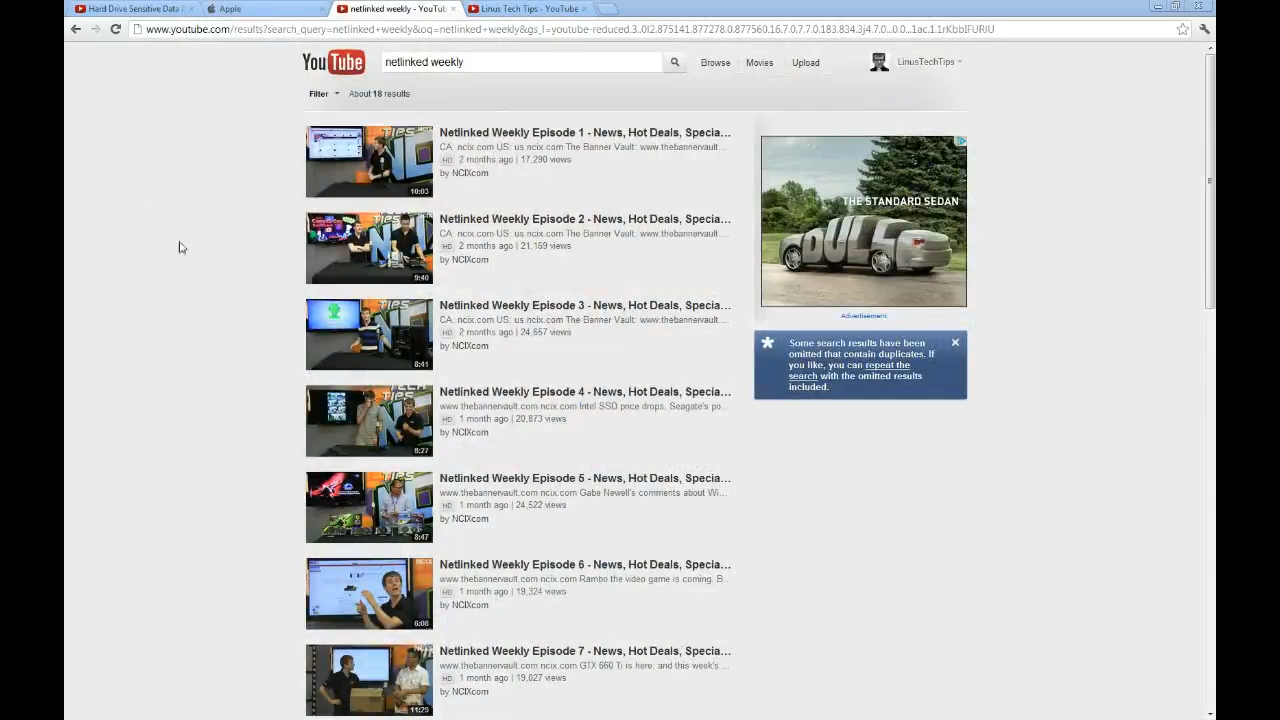 Hard Drive Sensitive Data D
Apple
netlinked weekly - YouTub
Linus Tech Tips - YouTube
www.youtube.com/results?search_query=netlinked+weekly&oq=netlinked+weekly&gs_l=youtube-reduced.3.0l2.875141.877278.0.877560.16.7.0.7.7.0.183.834.3j4.7.0...0.0...1ac.1.1rKbblFURlU
YouTube
netlinked weekly
Browse
Movies
Upload
LinusTechTips
Filter
About 18 results
Netlinked Weekly Episode 1 - News, Hot Deals, Specia...
CA .ncix.com US: us.ncix.com The Banner Vault: www.thebannervault....
HD 2 months ago | 17,290 views
by NCIXcom
10:03
Netlinked Weekly Episode 2 - News, Hot Deals, Specia...
CA: .ncix.com US: us.ncix.com The Banner Vault: www.thebannervault....
HD 2 months ago | 21,169 views
by NCIXcom
9:40
Netlinked Weekly Episode 3 - News, Hot Deals, Specia...
CA: ncix.com US: us.ncix.com The Banner Vault: www.thebannervault....
HD 2 months ago | 24,657 views
by NCIXcom
8:41
Netlinked Weekly Episode 4 - News, Hot Deals, Specia...
www.thebannervault.com ncix.com Intel SSD price drops, Seagate's po...
HD 1 month ago | 20,873 views
by NCIXcom
8:27
Netlinked Weekly Episode 5 - News, Hot Deals, Specia...
www.thebannervault.com ncix.com Gabe Newell's comments about Wi...
HD 1 month ago | 24,522 views
by NCIXcom
8:47
Netlinked Weekly Episode 6 - News, Hot Deals, Specia...
www.thebannervault.com ncix.com Rambo the video game is coming. B...
HD 1 month ago | 19,324 views
by NCIXcom
6:08
Netlinked Weekly Episode 7 - News, Hot Deals, Specia...
www.thebannervault.com ncix.com GTX 660 Ti is here, and this week's ...
HD 1 month ago | 19,027 views
by NCIXcom
11:29
THE STANDARD SEDAN
DULL
Advertisement
Some search results have been
omitted that contain duplicates. If
you like, you can repeat the
search with the omitted results
included.